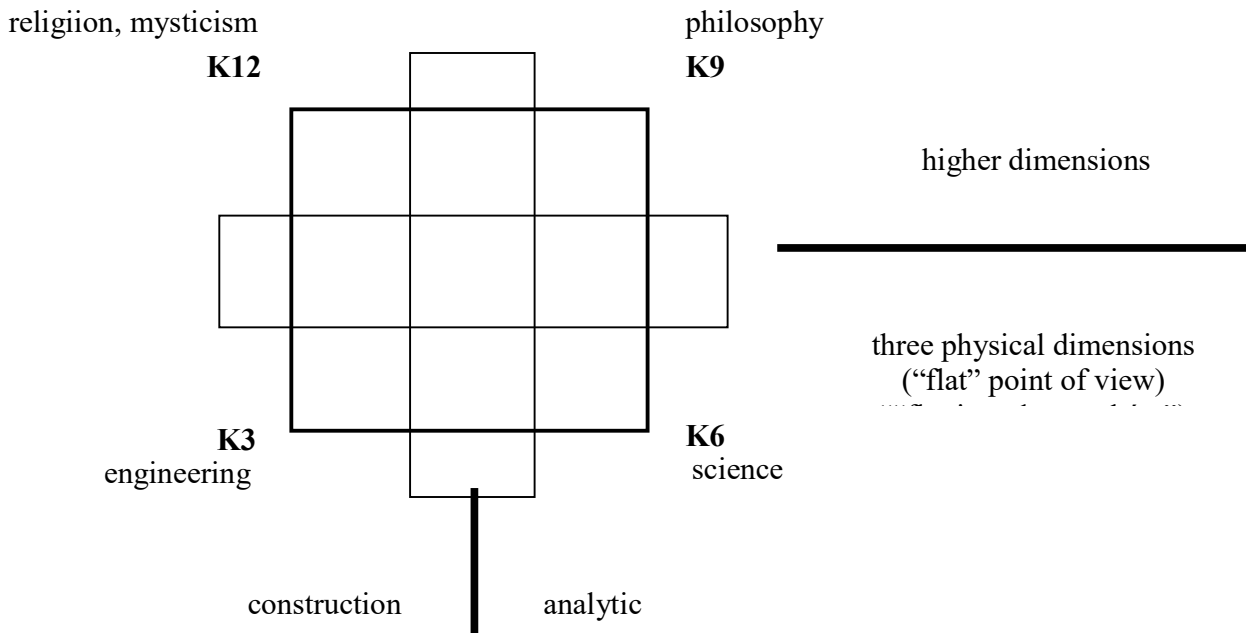 religiion, mysticism
philosophy
K12
K9
higher dimensions
three physical dimensions
(“flat” point of view)
K3
K6
engineering
science
construction
analytic